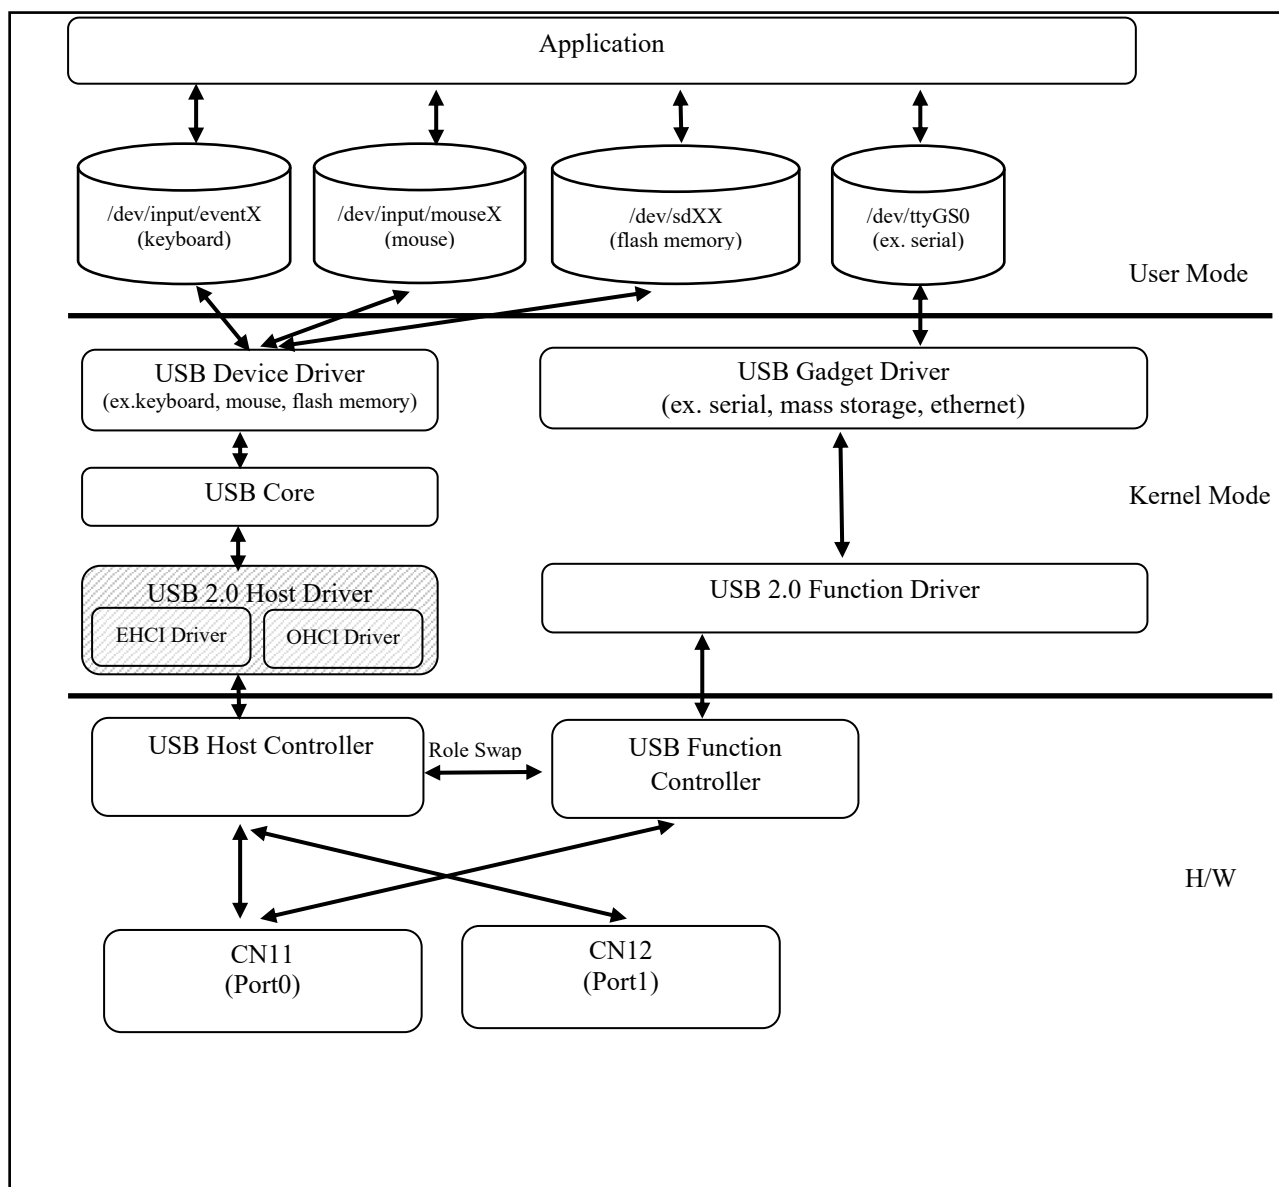 Application
/dev/input/eventX
(keyboard)
/dev/input/mouseX
(mouse)
/dev/sdXX
(flash memory)
/dev/ttyGS0
(ex. serial)
User Mode
USB Device Driver
(ex.keyboard, mouse, flash memory)
USB Gadget Driver
(ex. serial, mass storage, ethernet)
USB Core
Kernel Mode
USB 2.0 Host Driver
EHCI Driver
OHCI Driver
USB 2.0 Function Driver
USB Host Controller
Role Swap
USB Function
Controller
H/W
CN11
(Port0)
CN12
(Port1)